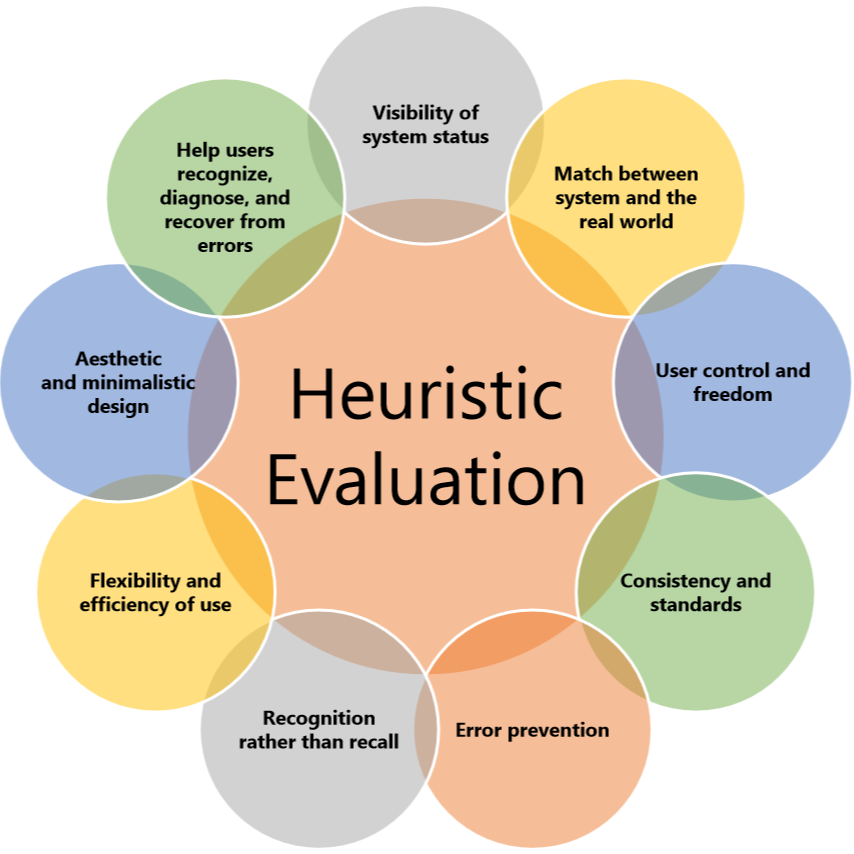 Visibility of
system status
Match between
system and the
real world
User control and
freedom
Consistency and
standards
Error prevention
Recognition
rather than recall
Flexibility and
efficiency of use
Aesthetic
and minimalistic
design
Help users
recognize,
diagnose, and
recover from
errors
Heuristic
Evaluation